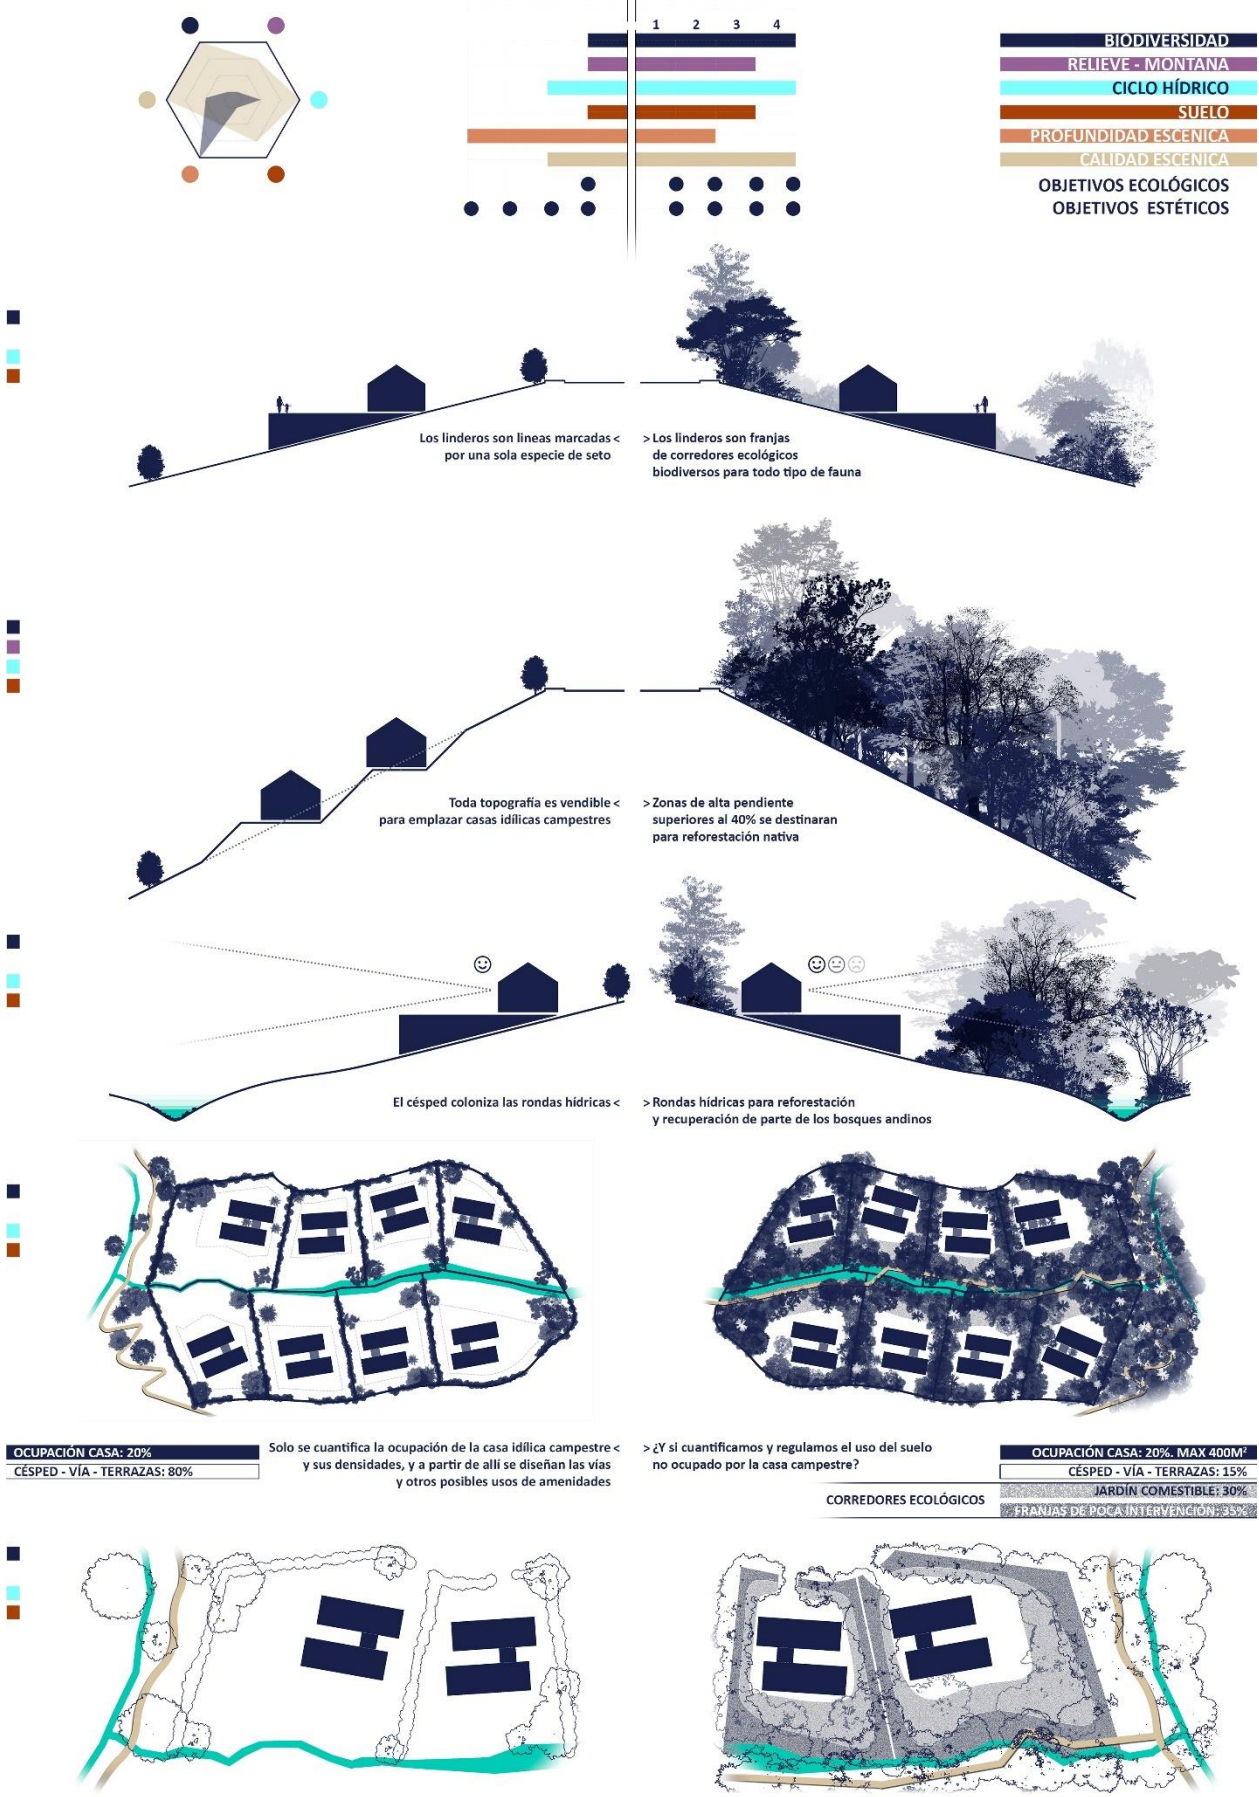 1 2 3 4
BIODIVERSIDAD
RELIEVE - MONTANA
CICLO HÍDRICO
SUELO
PROFUNDIDAD ESCENICA
CALIDAD ESCENICA
OBJETIVOS ECOLÓGICOS
OBJETIVOS ESTÉTICOS
Los linderos son lineas marcadas <
por una sola especie de seto
> Los linderos son franjas
de corredores ecológicos
biodiversos para todo tipo de fauna
Toda topografía es vendible <
para emplazar casas idílicas campestres
> Zonas de alta pendiente
superiores al 40% se destinaran
para reforestación nativa
El césped coloniza las rondas hídricas <
> Rondas hídricas para reforestación
y recuperación de parte de los bosques andinos
OCUPACIÓN CASA: 20%
CÉSPED - VÍA - TERRAZAS: 80%
Solo se cuantifica la ocupación de la casa idílica campestre <
y sus densidades, y a partir de allí se diseñan las vías
y otros posibles usos de amenidades
> ¿Y si cuantificamos y regulamos el uso del suelo
no ocupado por la casa campestre?
OCUPACIÓN CASA: 20%. MAX 400M²
CÉSPED - VÍA - TERRAZAS: 15%
CORREDORES ECOLÓGICOS
JARDÍN COMESTIBLE: 30%
FRANJAS DE POCA INTERVENCIÓN: 35%